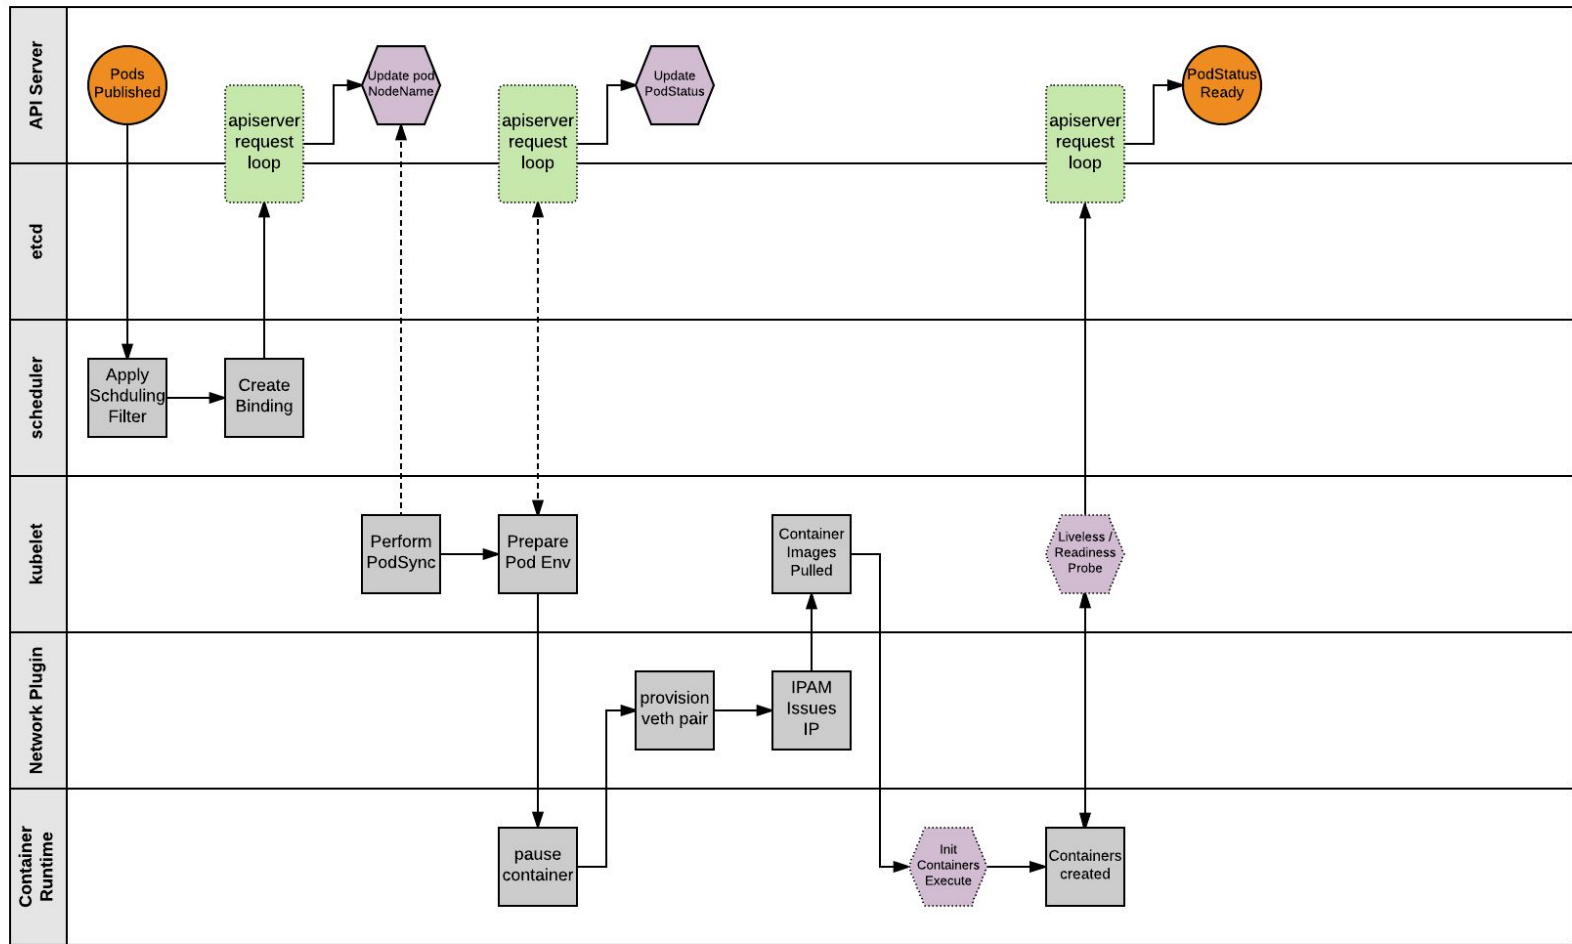 API Server
Pods
Published
apiserver
request
loop
Update pod
NodeName
apiserver
request
loop
Update
PodStatus
apiserver
request
loop
PodStatus
Ready
etcd
scheduler
Apply
Schduling
Filter
Create
Binding
kubelet
Perform
PodSync
Prepare
Pod Env
Container
Images
Pulled
Liveless /
Readiness
Probe
Network Plugin
provision
veth pair
IPAM
Issues
IP
Container
Runtime
pause
container
Init
Containers
Execute
Containers
created